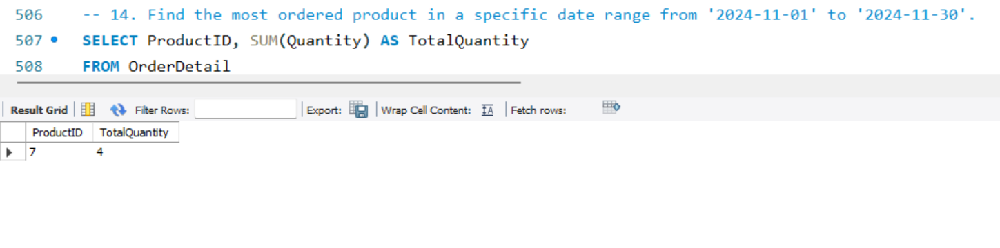 506 -- 14. Find the most ordered product in a specific date range from '2024-11-01' to '2024-11-30'.
507 SELECT ProductID, SUM(Quantity) AS TotalQuantity
508 FROM OrderDetail
Result Grid Filter Rows: Export: Wrap Cell Content: IA Fetch rows:
ProductID TotalQuantity
7 4